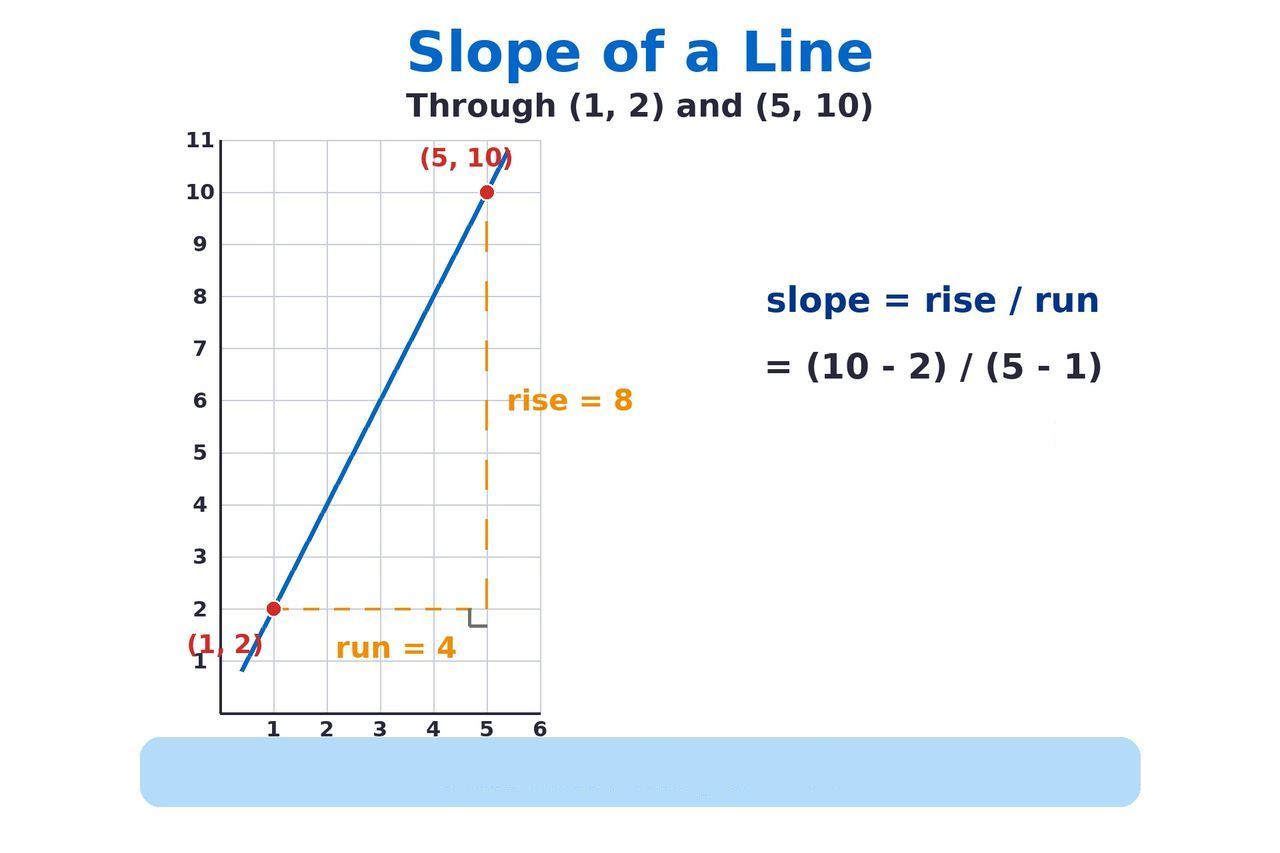 Slope of a Line
Through (1, 2) and (5, 10)
11
(5, 10)
10
9
8
slope = rise / run
7
= (10 - 2) / (5 - 1)
6
rise = 8
5
4
3
2
(1, 2)
run = 4
1
1 2 3 4 5 6